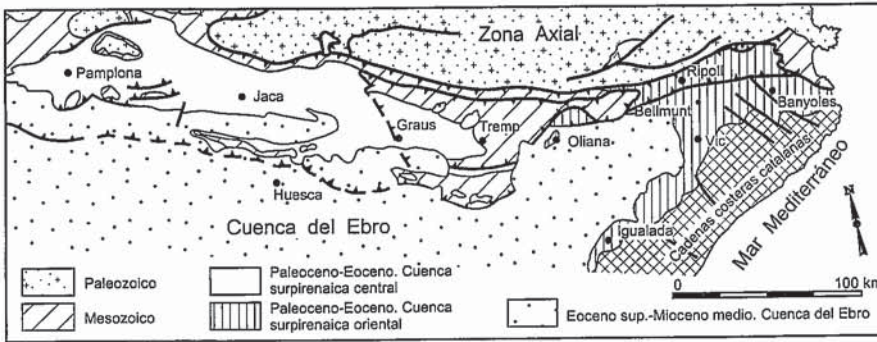 Zona Axial
Pamplona
Jaca
Graus
Tremp
Oliana
Ripoll
Bellmunt
Banyoles
Vic
Huesca
Igualada
Cuenca del Ebro
Cadenas costeras catalanas
Mar Mediterráneo
N
0 100 km
Paleozoico
Mesozoico
Paleoceno-Eoceno. Cuenca
surpirenaica central
Paleoceno-Eoceno. Cuenca
surpirenaica oriental
Eoceno sup.-Mioceno medio. Cuenca del Ebro